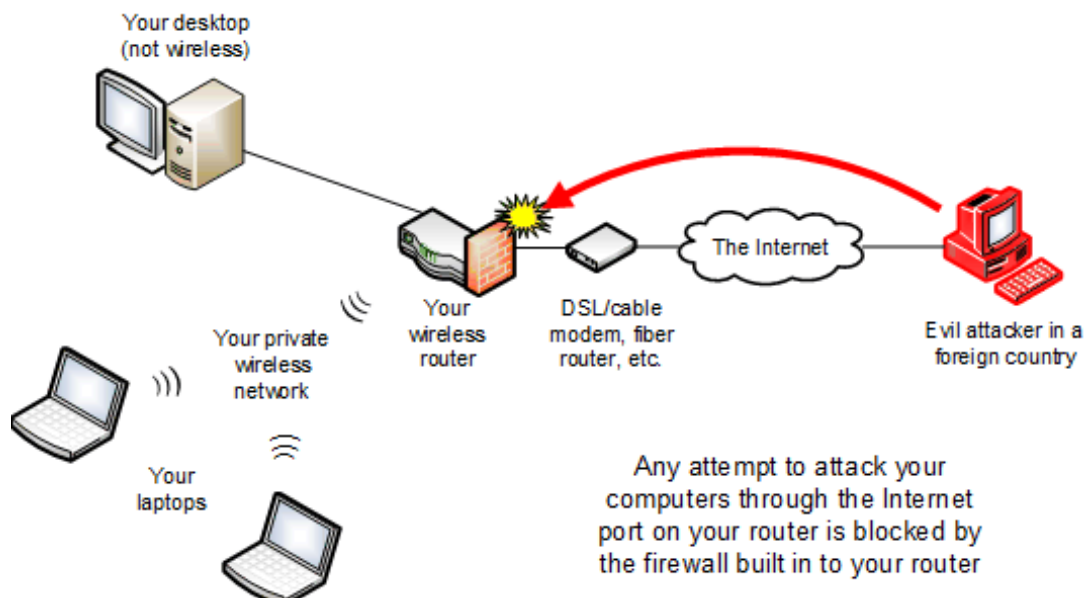 Your desktop
(not wireless)
The Internet
Your
wireless
router
DSL/cable
modem, fiber
router, etc.
Evil attacker in a
foreign country
Your private
wireless
network
Your
laptops
Any attempt to attack your
computers through the Internet
port on your router is blocked by
the firewall built in to your router